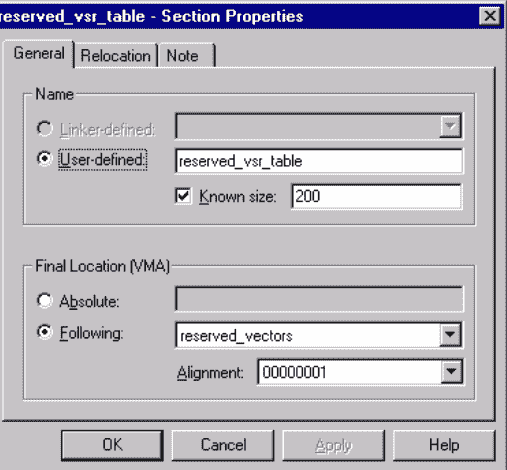 reserved_vsr_table - Section Properties
General Relocation Note
Name
Linker-defined:
User-defined: reserved_vsr_table
Known size: 200
Final Location (VMA)
Absolute:
Following: reserved_vectors
Alignment: 00000001
OK Cancel Apply Help